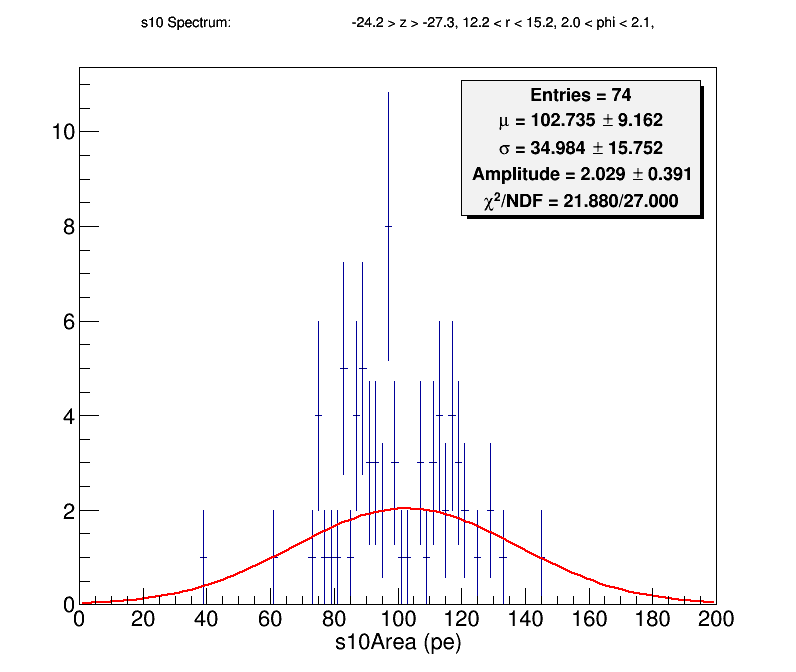 s10 Spectrum: -24.2 > z > -27.3, 12.2 < r < 15.2, 2.0 < phi < 2.1,
Entries = 74
μ = 102.735 ± 9.162
σ = 34.984 ± 15.752
Amplitude = 2.029 ± 0.391
χ²/NDF = 21.880/27.000
10
8
6
4
2
0
0 20 40 60 80 100 120 140 160 180 200
s10Area (pe)